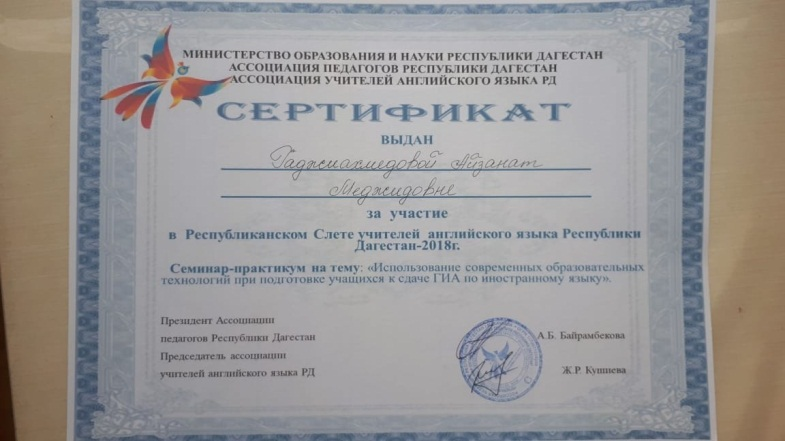 МИНИСТЕРСТВО ОБРАЗОВАНИЯ И НАУКИ РЕСПУБЛИКИ ДАГЕСТАН
АССОЦИАЦИЯ ПЕДАГОГОВ РЕСПУБЛИКИ ДАГЕСТАН
АССОЦИАЦИЯ УЧИТЕЛЕЙ АНГЛИЙСКОГО ЯЗЫКА РД
СЕРТИФИКАТ
ВЫДАН
Гаджиахмедовой Айзанат
Меджидовне
за участие
в Республиканском Слете учителей английского языка Республики
Дагестан-2018г.
Семинар-практикум на тему: «Использование современных образовательных
технологий при подготовке учащихся к сдаче ГИА по иностранному языку».
Президент Ассоциации
педагогов Республики Дагестан
А.Б. Байрамбекова
Председатель ассоциации
учителей английского языка РД
Ж.Р Кушиева